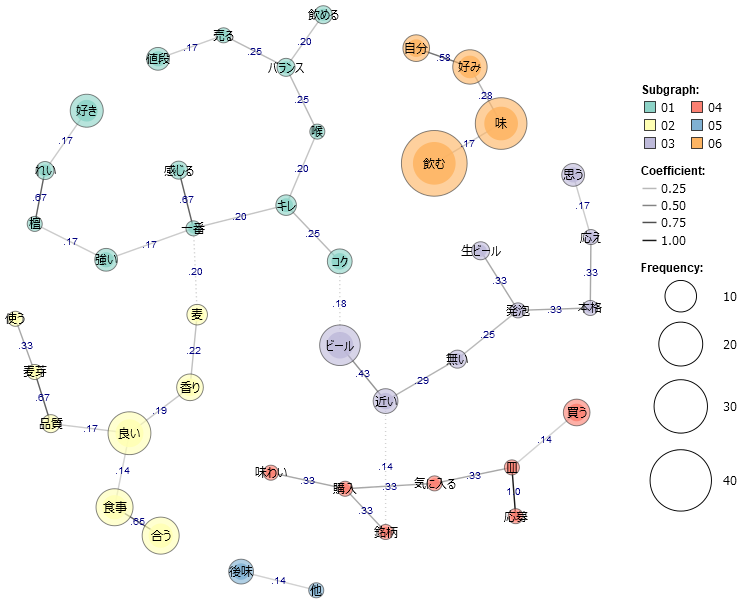 飲める
売る
.20
.17
.25
値段
バランス
自分
.58
好み
.25
.28
好き
味
喉
.17
.17
飲む
れい
感じる
.20
思う
.67
.67
キレ
.17
檀
一番
.20
応え
.17
.17
生ビール
強い
.25
コク
.20
.33
.33
.18
発泡
.33
本格
使う
麦
.25
.33
.22
ビール
無い
麦芽
.43
.29
.67
香り
近い
品質
.19
買う
.17
良い
.14
.14
.14
味わい
.33
.33
皿
購入
.33
気に入る
1.0
食事
.66
.33
応募
合う
銘柄
後味
.14
他
Subgraph:
01 04
02 05
03 06
Coefficient:
0.25
0.50
0.75
1.00
Frequency:
10
20
30
40